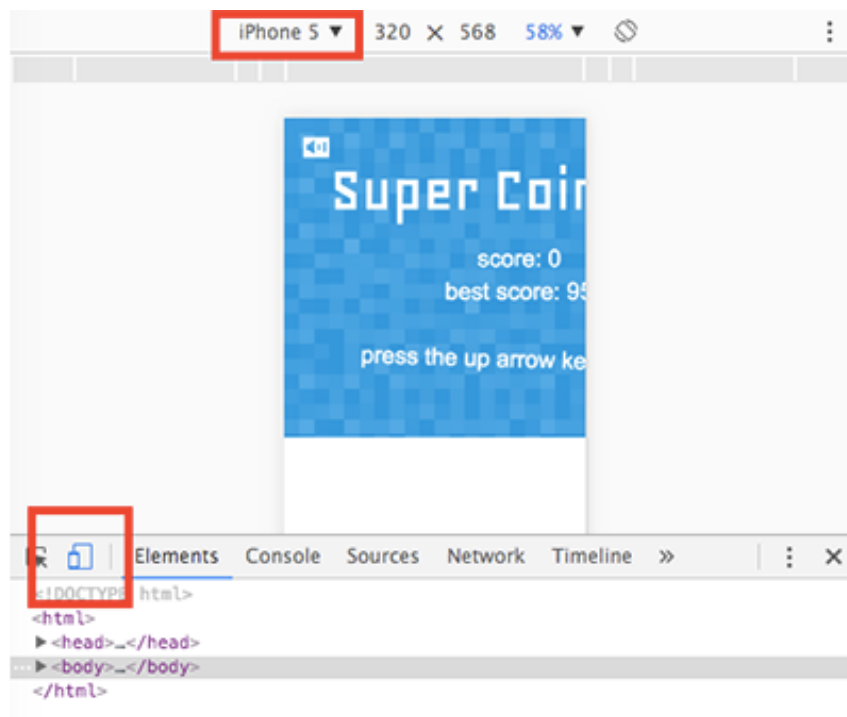 iPhone 5 ▼ 320 × 568 58% ▼
Super Coin
score: 0
best score: 95
press the up arrow ke
Elements Console Sources Network Timeline »
<!DOCTYPE html>
<html>
▶<head>…</head>
… ▶<body>…</body>
</html>